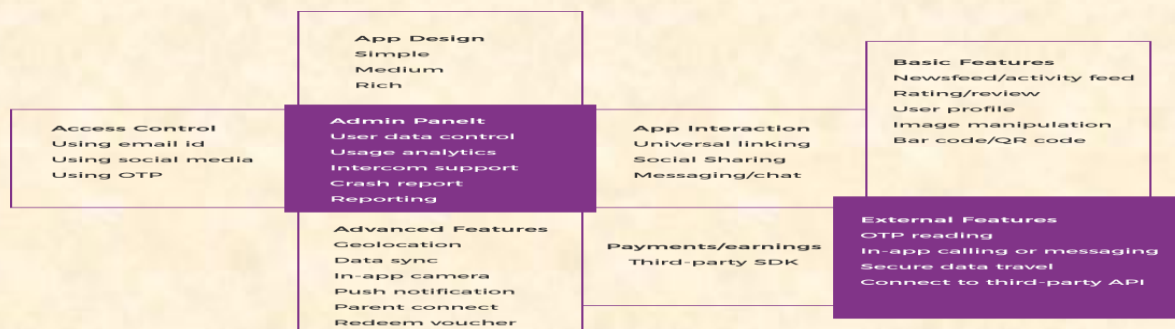 App Design
Simple
Medium
Rich
Access Control
Using email id
Using social media
Using OTP
Admin Panelt
User data control
Usage analytics
Intercom support
Crash report
Reporting
App Interaction
Universal linking
Social Sharing
Messaging/chat
Basic Features
Newsfeed/activity feed
Rating/review
User profile
Image manipulation
Bar code/QR code
Advanced Features
Geolocation
Data sync
In-app camera
Push notification
Parent connect
Redeem voucher
Payments/earnings
Third-party SDK
External Features
OTP reading
In-app calling or messaging
Secure data travel
Connect to third-party API